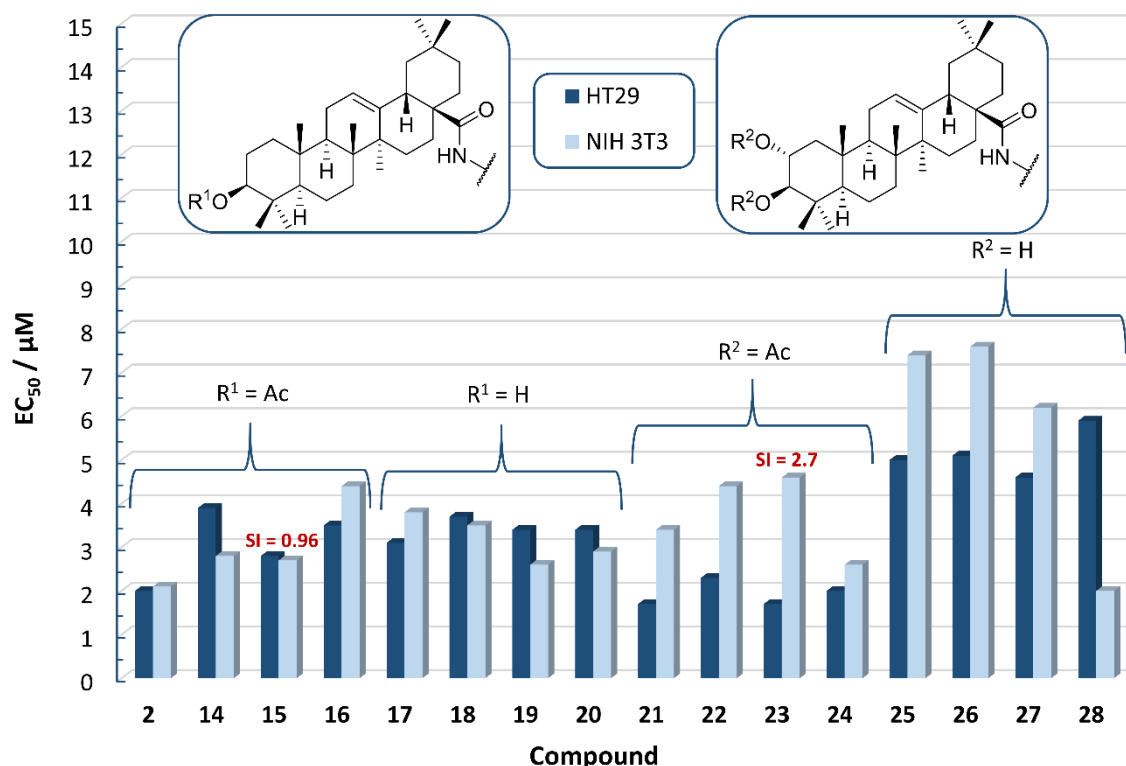 15
14
13
12
11
10
9
8
7
6
5
4
3
2
1
0
EC₅₀ / µM
R¹O
H
H
H
O
HN
HT29
NIH 3T3
R²O
R²O
H
H
H
O
HN
R¹ = Ac
R¹ = H
R² = Ac
R² = H
SI = 0.96
SI = 2.7
2 14 15 16 17 18 19 20 21 22 23 24 25 26 27 28
Compound